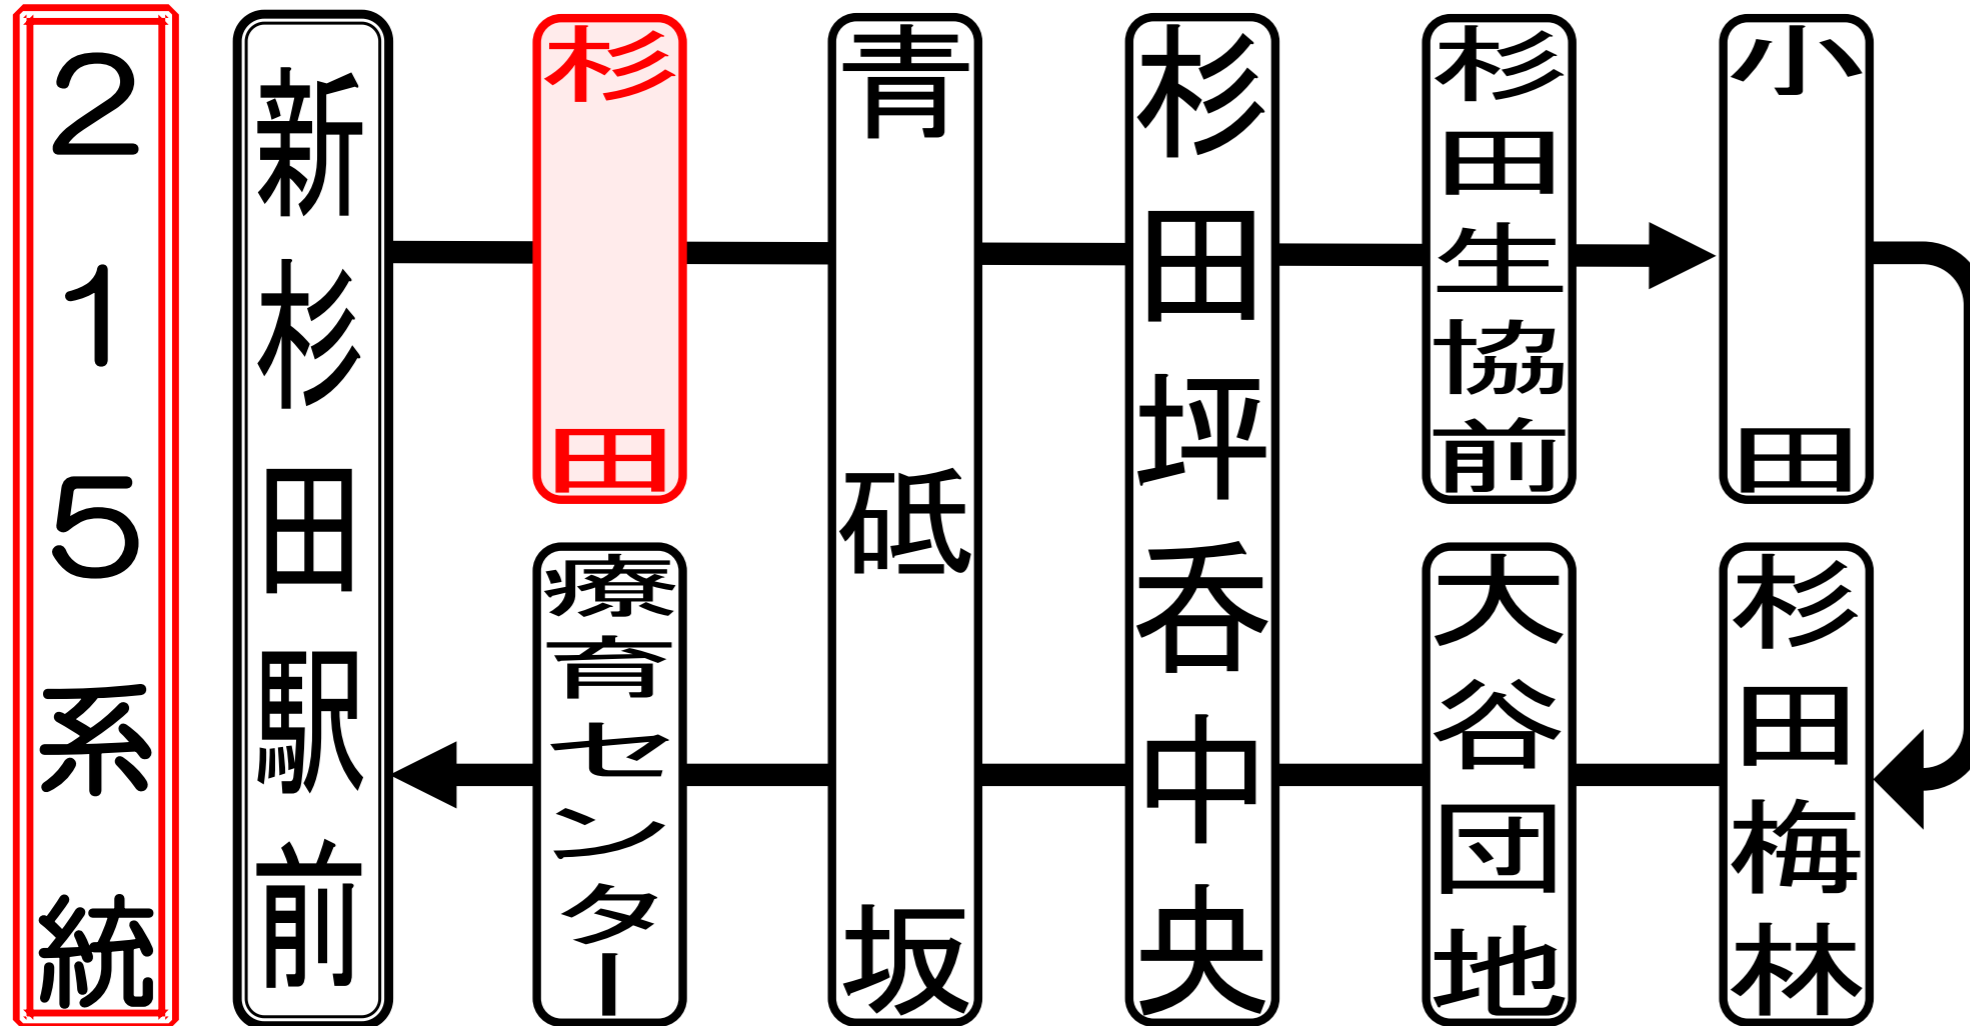 215系統
新杉田駅前
杉田
青砥坂
杉田坪呑中央
杉田生協前
小田
療育センター
大谷団地
杉田梅林